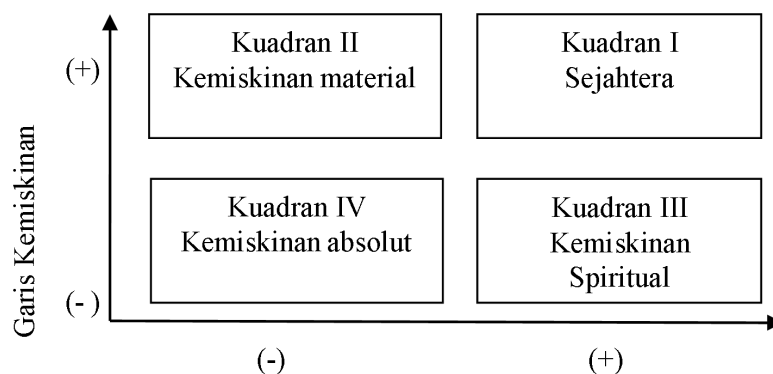 Kuadran II
Kemiskinan material
Kuadran I
Sejahtera
(+)
Kuadran IV
Kemiskinan absolut
Kuadran III
Kemiskinan
Spiritual
(-)
Garis Kemiskinan
(-)
(+)